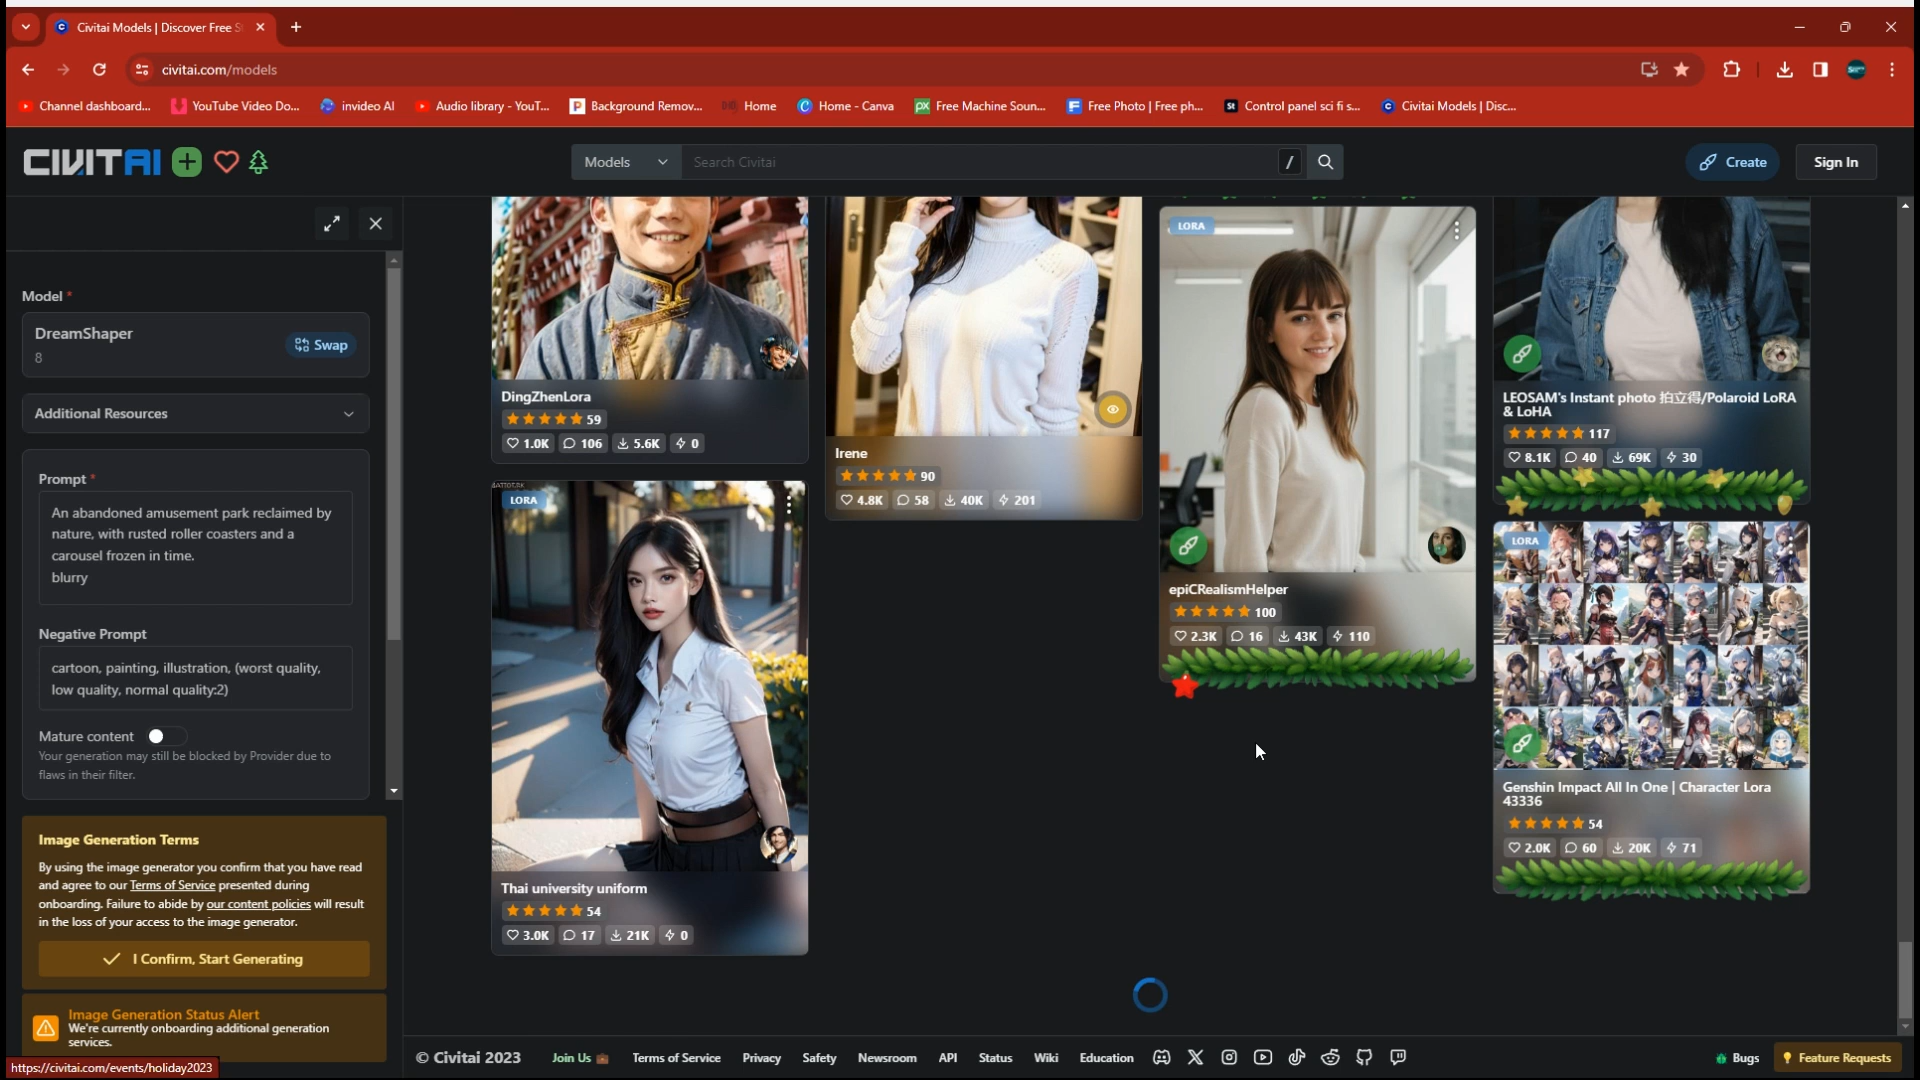 Civitai Models | Discover Free S
civitai.com/models
Channel dashboard...
YouTube Video Do...
invideo AI
Audio library - YouT...
Background Remov...
Home
Home - Canva
Free Machine Soun...
Free Photo | Free ph...
Control panel sci fi s...
Civitai Models | Disc...
CIVITAI
Models
Search Civitai
/
Create
Sign In
Model *
DreamShaper
8
Swap
Additional Resources
Prompt *
An abandoned amusement park reclaimed by
nature, with rusted roller coasters and a
carousel frozen in time.
blurry
Negative Prompt
cartoon, painting, illustration, (worst quality,
low quality, normal quality:2)
Mature content
Your generation may still be blocked by Provider due to
flaws in their filter.
Image Generation Terms
By using the image generator you confirm that you have read
and agree to our Terms of Service presented during
onboarding. Failure to abide by our content policies will result
in the loss of your access to the image generator.
I Confirm, Start Generating
Image Generation Status Alert
We're currently onboarding additional generation
services.
https://civitai.com/events/holiday2023
DingZhenLora
59
1.0K 106 5.6K 0
LORA
Thai university uniform
54
3.0K 17 21K 0
Irene
90
4.8K 58 40K 201
LORA
epiCRealismHelper
100
2.3K 16 43K 110
LEOSAM's Instant photo 拍立得/Polaroid LoRA
& LoHA
117
8.1K 40 69K 30
LORA
Genshin Impact All In One | Character Lora
43336
54
2.0K 60 20K 71
© Civitai 2023
Join Us
Terms of Service
Privacy
Safety
Newsroom
API
Status
Wiki
Education
Bugs
Feature Requests